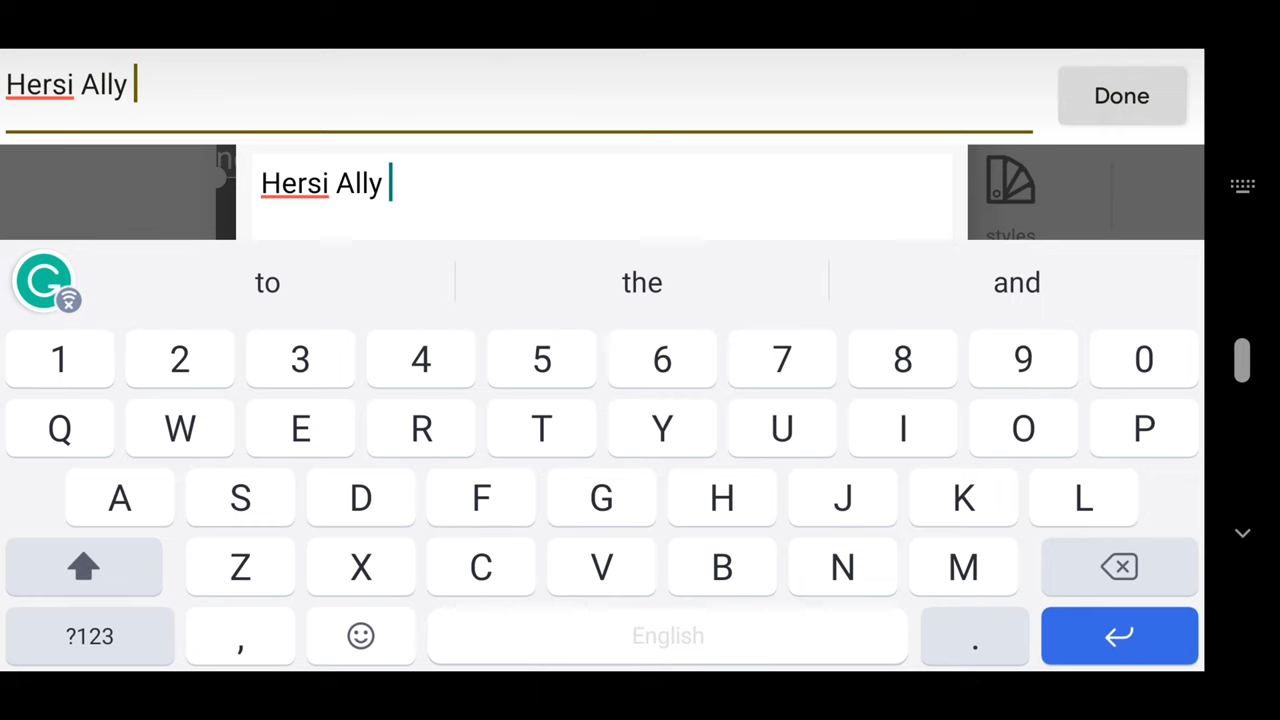 Hersi Ally
Done
Hersi Ally
styles
to the and
1 2 3 4 5 6 7 8 9 0
Q W E R T Y U I O P
A S D F G H J K L
Z X C V B N M
?123 , English .